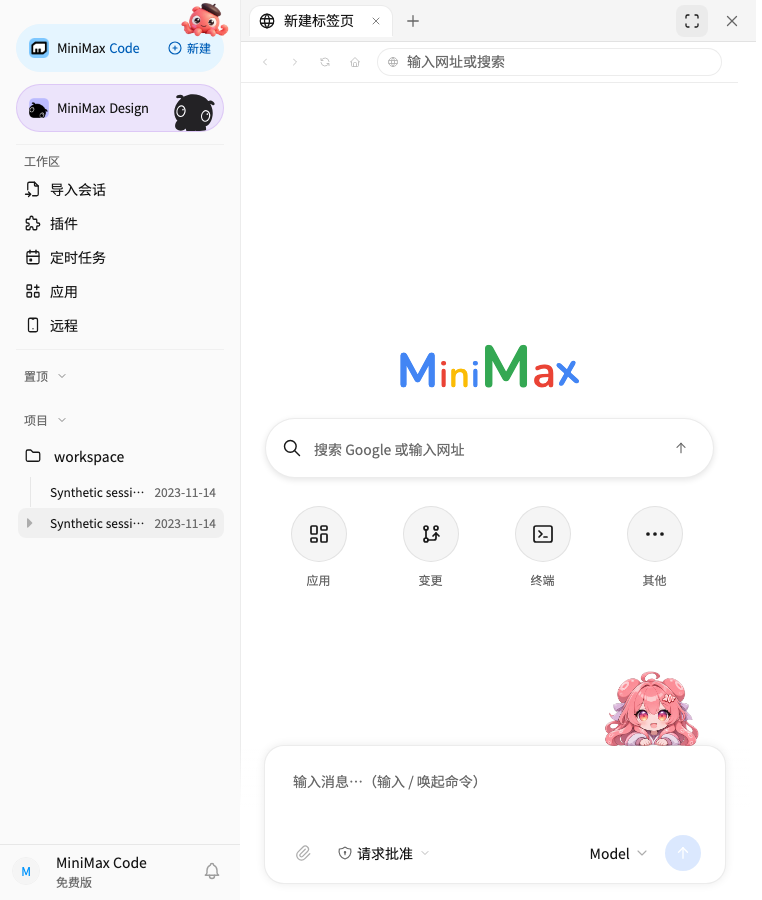 MiniMax Code
新建
MiniMax Design
工作区
导入会话
插件
定时任务
应用
远程
置顶
项目
workspace
Synthetic sessi··· 2023-11-14
Synthetic sessi··· 2023-11-14
M
MiniMax Code
免费版
新建标签页
输入网址或搜索
MiniMax
搜索 Google 或输入网址
应用
变更
终端
其他
输入消息…（输入 / 唤起命令）
请求批准
Model